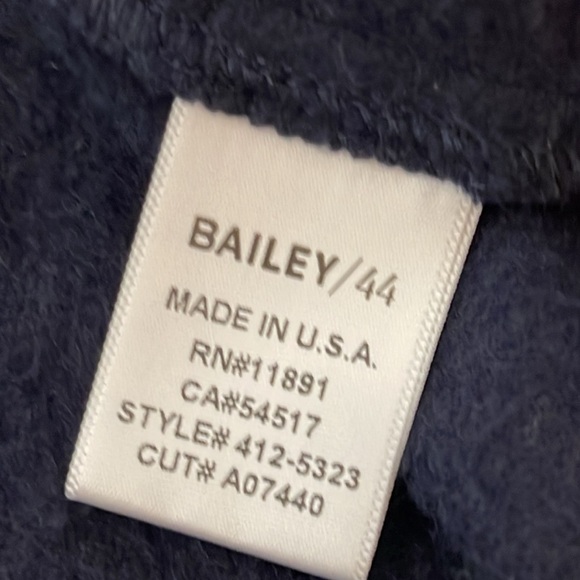 BAILEY/44
MADE IN U.S.A.
RN#11891
CA#54517
STYLE# 412-5323
CUT# A07440